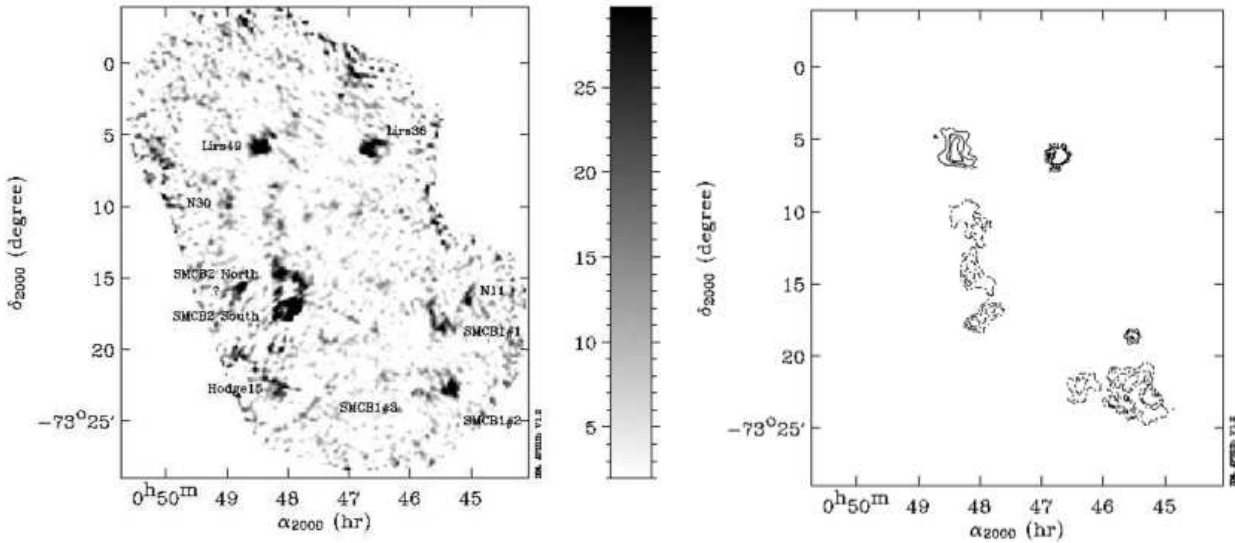 δ2000 (degree)
0
5
10
15
20
−73°25′
Lirs49
Lirs36
N30
SMCB2 North
?
SMCB2 South
N11
SMCB1#1
Hodge15
SMCB1#3
SMCB1#2
0h50m
49
48
47
46
45
α2000 (hr)
25
20
15
10
5
δ2000 (degree)
0
5
10
15
20
−73°25′
0h50m
49
48
47
46
45
α2000 (hr)